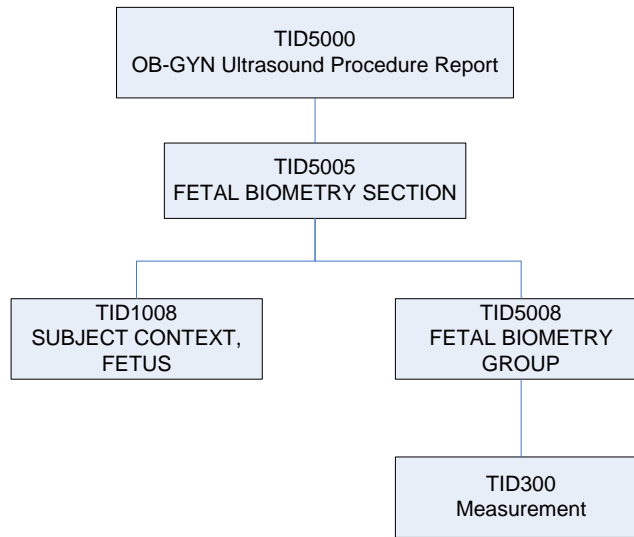 TID5000
OB-GYN Ultrasound Procedure Report
TID5005
FETAL BIOMETRY SECTION
TID1008
SUBJECT CONTEXT,
FETUS
TID5008
FETAL BIOMETRY
GROUP
TID300
Measurement